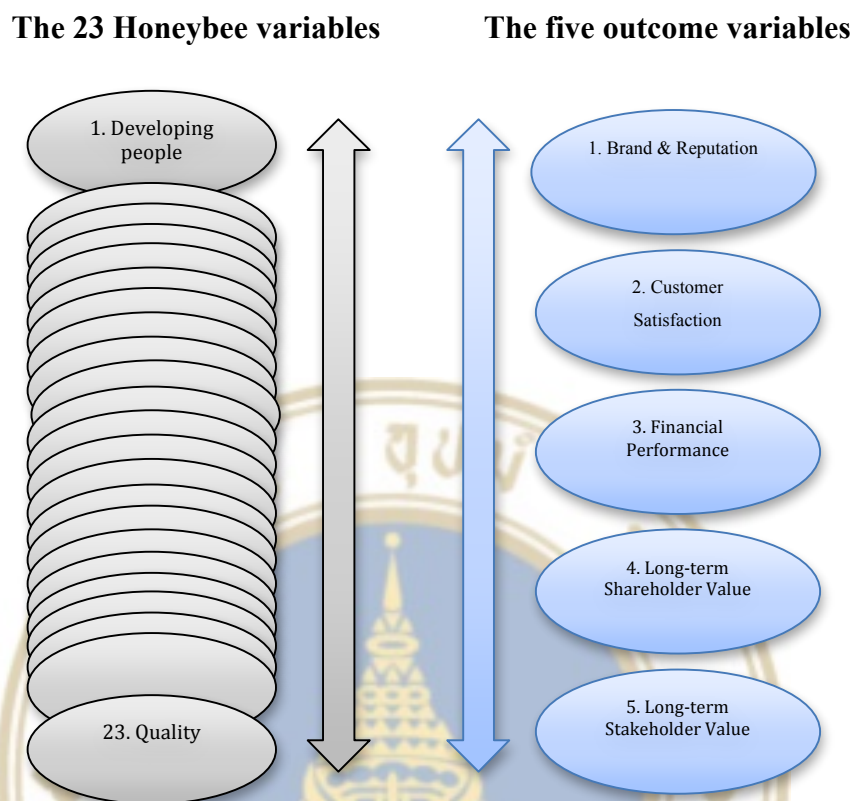 The 23 Honeybee variables
The five outcome variables
1. Developing
people
23. Quality
1. Brand & Reputation
2. Customer
Satisfaction
3. Financial
Performance
4. Long-term
Shareholder Value
5. Long-term
Stakeholder Value